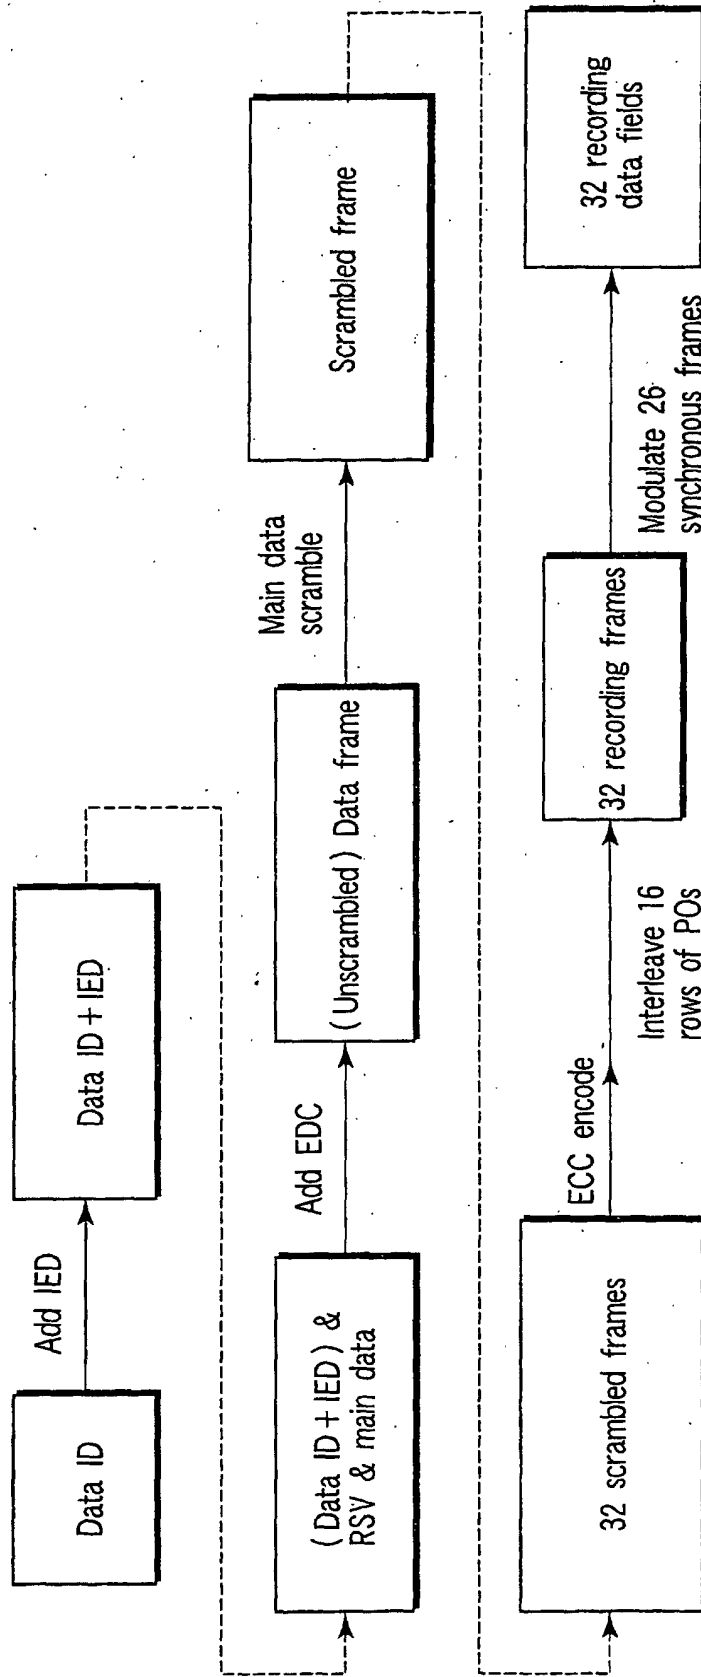 Data ID
Add IED
Data ID + IED
(Data ID + IED) &
RSV & main data
Add EDC
(Unscrambled) Data frame
Main data
scramble
Scrambled frame
32 scrambled frames
ECC encode
Interleave 16
rows of POs
32 recording frames
Modulate 26
synchronous frames
32 recording
data fields